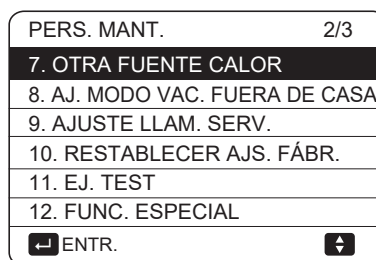 PERS. MANT. 2/3
7. OTRA FUENTE CALOR
8. AJ. MODO VAC. FUERA DE CASA
9. AJUSTE LLAM. SERV.
10. RESTABLECER AJS. FÁBR.
11. EJ. TEST
12. FUNC. ESPECIAL
ENTR.